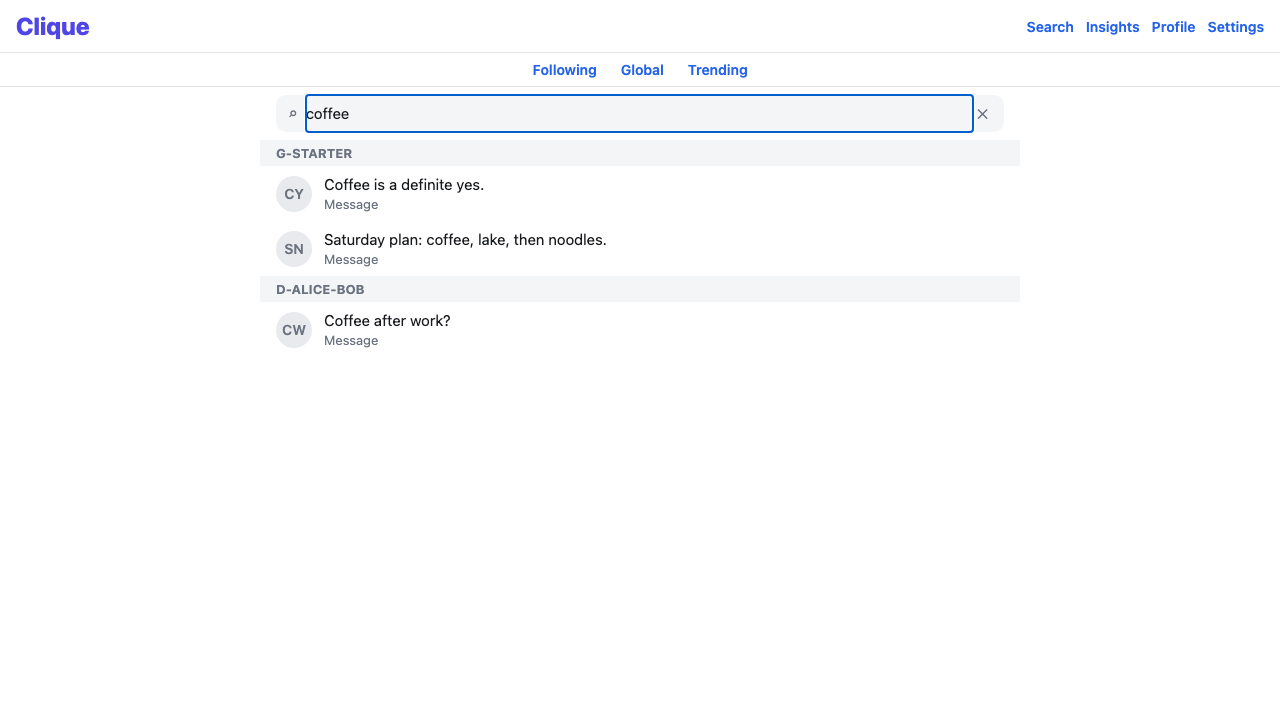 Clique
Search Insights Profile Settings
Following Global Trending
coffee
G-STARTER
CY
Coffee is a definite yes.
Message
SN
Saturday plan: coffee, lake, then noodles.
Message
D-ALICE-BOB
CW
Coffee after work?
Message